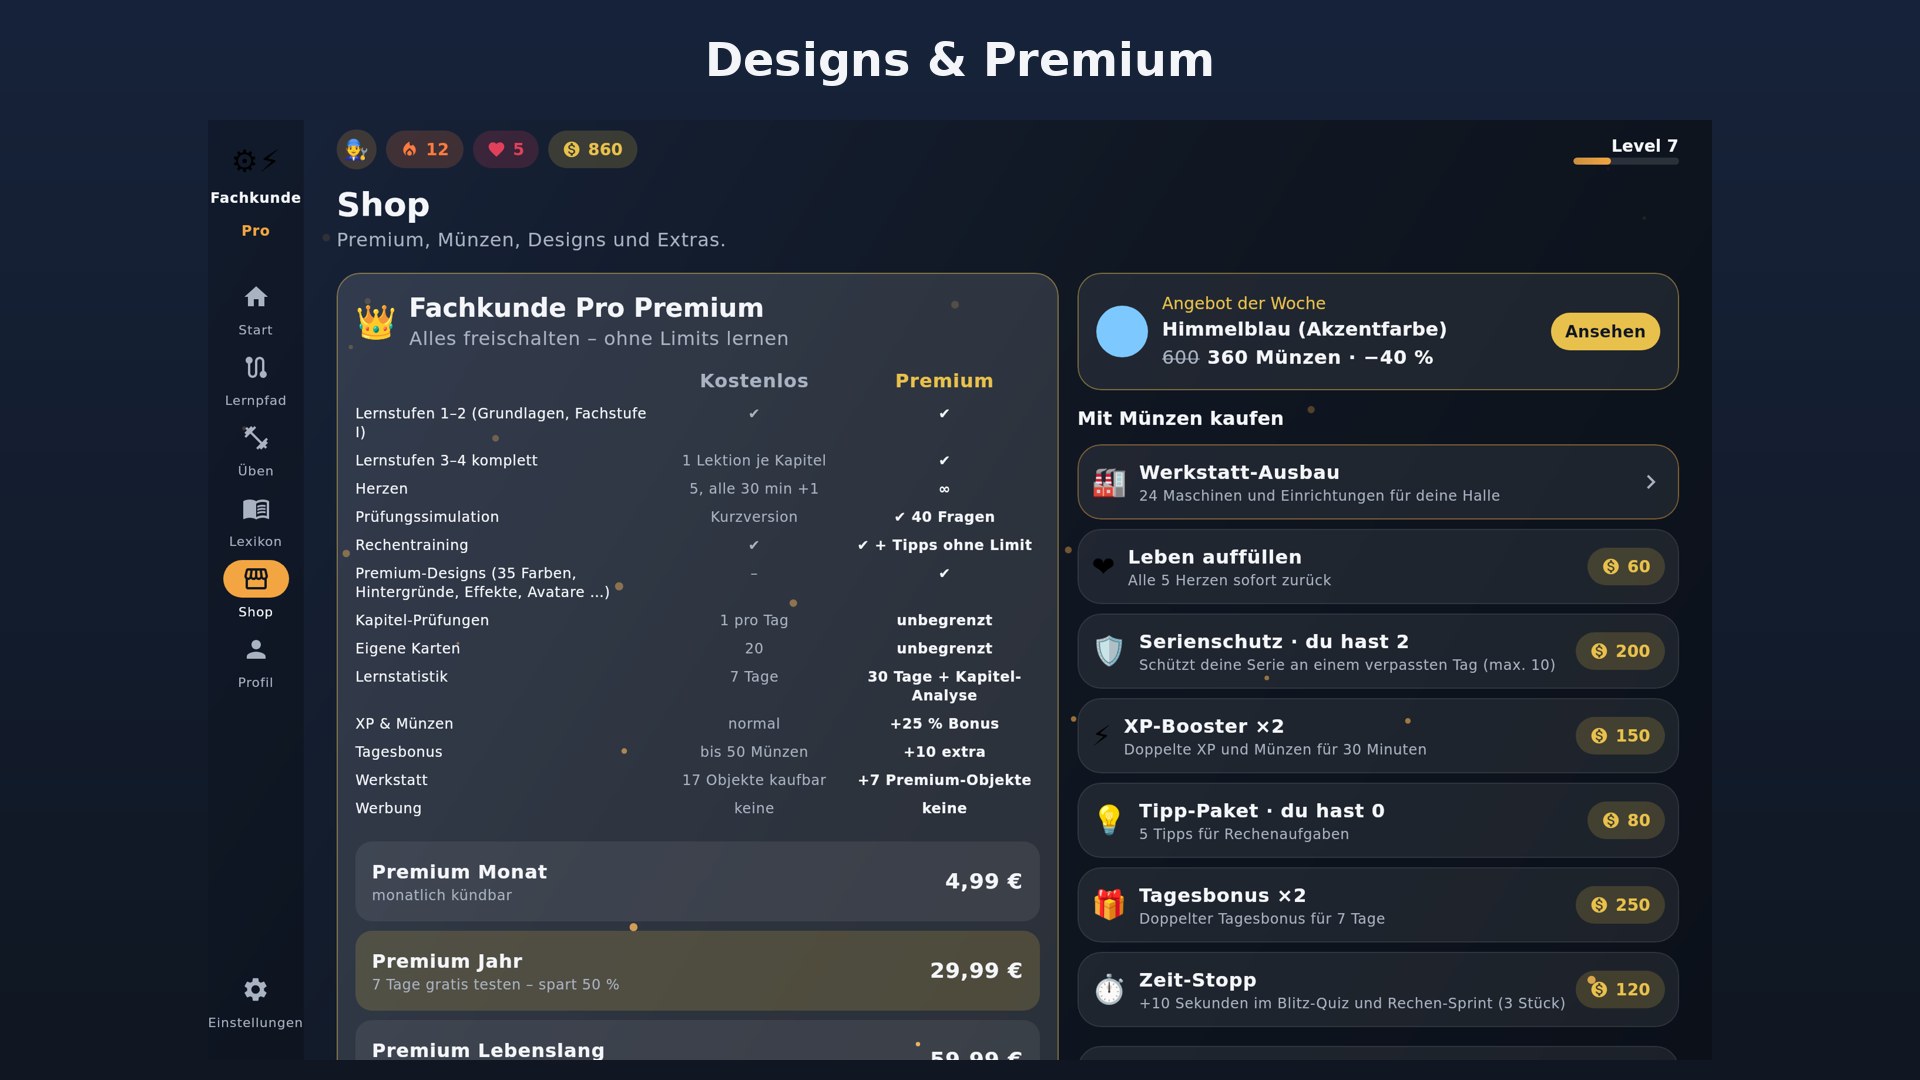 Designs & Premium
Fachkunde
Pro
Start
Lernpfad
Üben
Lexikon
Shop
Profil
Einstellungen
12
5
860
Level 7
Shop
Premium, Münzen, Designs und Extras.
Fachkunde Pro Premium
Alles freischalten – ohne Limits lernen
Kostenlos Premium
Lernstufen 1–2 (Grundlagen, Fachstufe ✔ ✔
I)
Lernstufen 3–4 komplett 1 Lektion je Kapitel ✔
Herzen 5, alle 30 min +1 ∞
Prüfungssimulation Kurzversion ✔ 40 Fragen
Rechentraining ✔ ✔ + Tipps ohne Limit
Premium-Designs (35 Farben, – ✔
Hintergründe, Effekte, Avatare ...)
Kapitel-Prüfungen 1 pro Tag unbegrenzt
Eigene Karten 20 unbegrenzt
Lernstatistik 7 Tage 30 Tage + Kapitel-
Analyse
XP & Münzen normal +25 % Bonus
Tagesbonus bis 50 Münzen +10 extra
Werkstatt 17 Objekte kaufbar +7 Premium-Objekte
Werbung keine keine
Premium Monat
monatlich kündbar
4,99 €
Premium Jahr
7 Tage gratis testen – spart 50 %
29,99 €
Premium Lebenslang
59,99 €
Angebot der Woche
Himmelblau (Akzentfarbe)
600 360 Münzen · −40 %
Ansehen
Mit Münzen kaufen
Werkstatt-Ausbau
24 Maschinen und Einrichtungen für deine Halle
Leben auffüllen
Alle 5 Herzen sofort zurück
60
Serienschutz · du hast 2
Schützt deine Serie an einem verpassten Tag (max. 10)
200
XP-Booster ×2
Doppelte XP und Münzen für 30 Minuten
150
Tipp-Paket · du hast 0
5 Tipps für Rechenaufgaben
80
Tagesbonus ×2
Doppelter Tagesbonus für 7 Tage
250
Zeit-Stopp
+10 Sekunden im Blitz-Quiz und Rechen-Sprint (3 Stück)
120